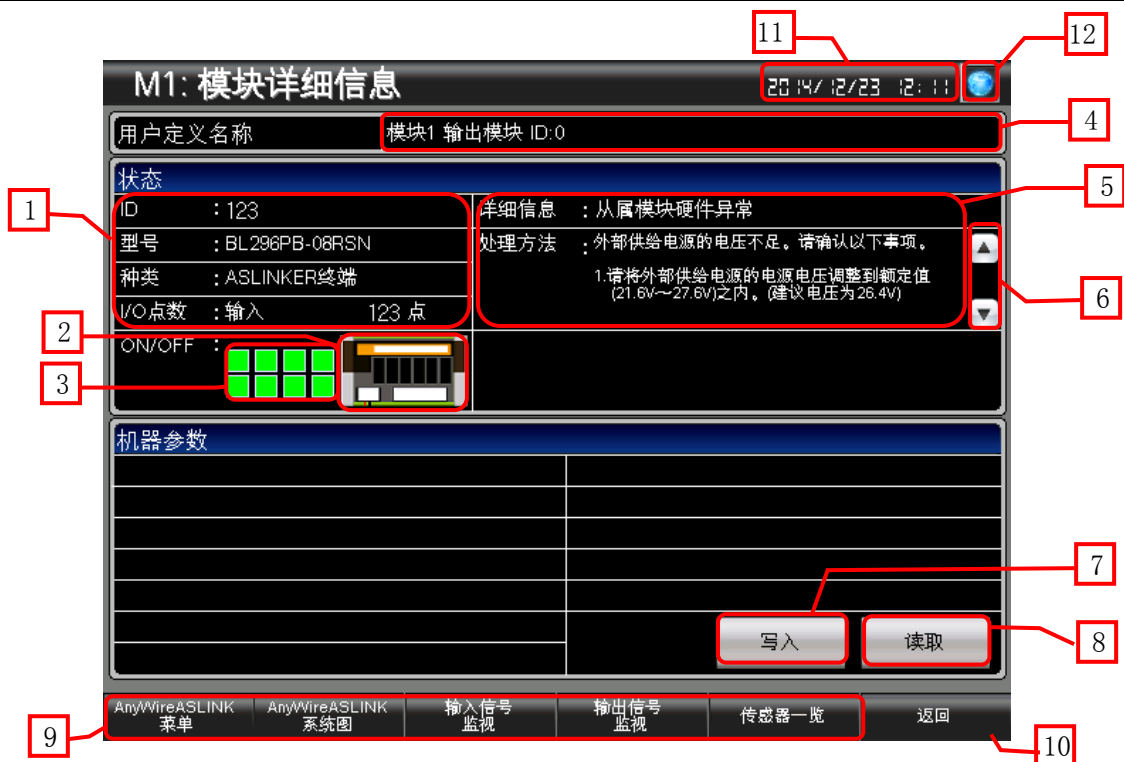 11
12
M1: 模块详细信息
2014/12/23 12:11
用户定义名称
模块1 输出模块 ID:0
4
状态
5
1
ID :123
详细信息 :从属模块硬件异常
型号 :BL296PB-08RSN
处理方法 :外部供给电源的电压不足。请确认以下事项。
种类 :ASLINKER终端
1.请将外部供给电源的电源电压调整到额定值
(21.6V～27.6V)之内。(建议电压为26.4V)
6
I/O点数 :输入 123 点
2
ON/OFF :
3
机器参数
7
写入
读取
8
AnyWireASLINK
菜单
AnyWireASLINK
系统图
输入信号
监视
输出信号
监视
传感器一览
返回
9
10